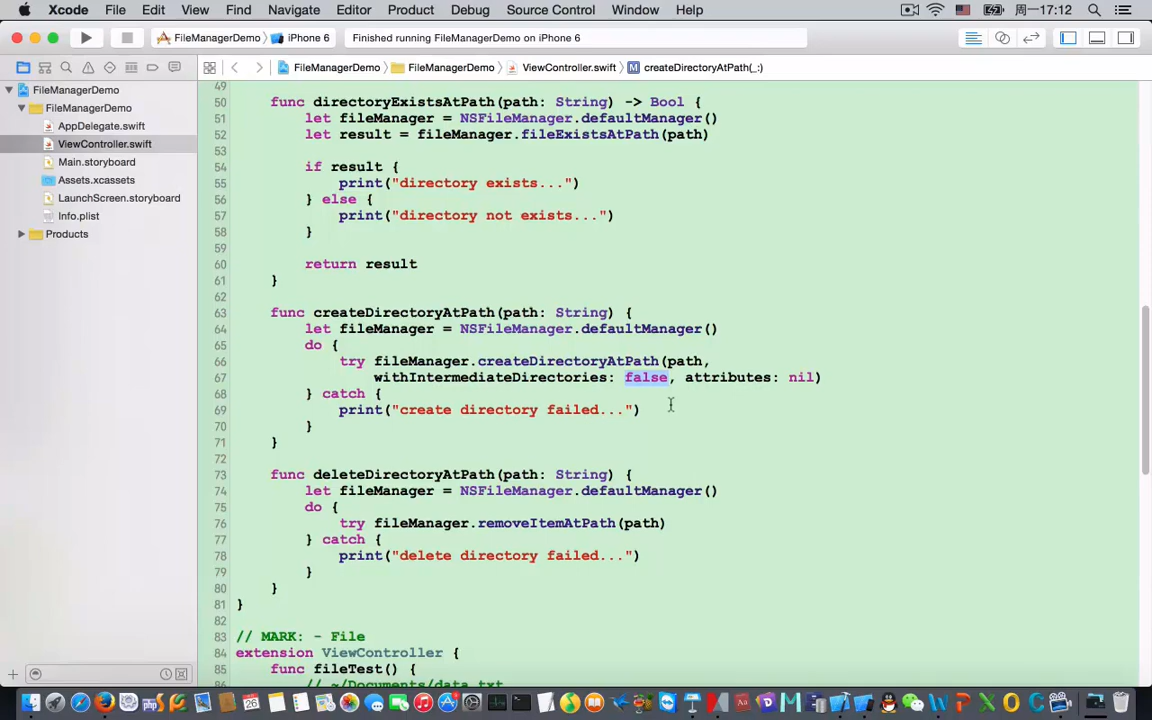 Xcode File Edit View Find Navigate Editor Product Debug Source Control Window Help 周一17:12
FileManagerDemo iPhone 6 Finished running FileManagerDemo on iPhone 6
FileManagerDemo FileManagerDemo ViewController.swift M createDirectoryAtPath(_:)
FileManagerDemo
FileManagerDemo
AppDelegate.swift
ViewController.swift
Main.storyboard
Assets.xcassets
LaunchScreen.storyboard
Info.plist
Products
49
50 func directoryExistsAtPath(path: String) -> Bool {
51 let fileManager = NSFileManager.defaultManager()
52 let result = fileManager.fileExistsAtPath(path)
53
54 if result {
55 print("directory exists...")
56 } else {
57 print("directory not exists...")
58 }
59
60 return result
61 }
62
63 func createDirectoryAtPath(path: String) {
64 let fileManager = NSFileManager.defaultManager()
65 do {
66 try fileManager.createDirectoryAtPath(path,
67 withIntermediateDirectories: false, attributes: nil)
68 } catch {
69 print("create directory failed...")
70 }
71 }
72
73 func deleteDirectoryAtPath(path: String) {
74 let fileManager = NSFileManager.defaultManager()
75 do {
76 try fileManager.removeItemAtPath(path)
77 } catch {
78 print("delete directory failed...")
79 }
80 }
81 }
82
83 // MARK: - File
84 extension ViewController {
85 func fileTest() {
86 // ~/Documents/data.txt